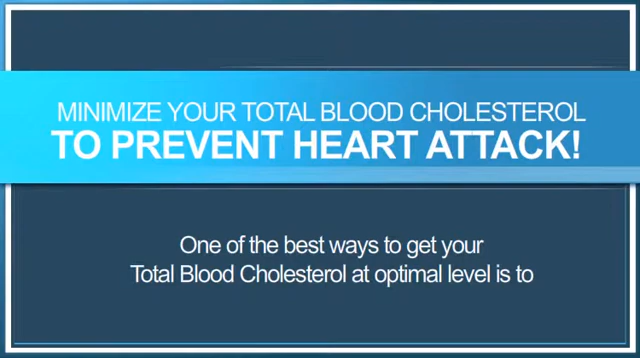 MINIMIZE YOUR TOTAL BLOOD CHOLESTEROL
TO PREVENT HEART ATTACK!
One of the best ways to get your
Total Blood Cholesterol at optimal level is to